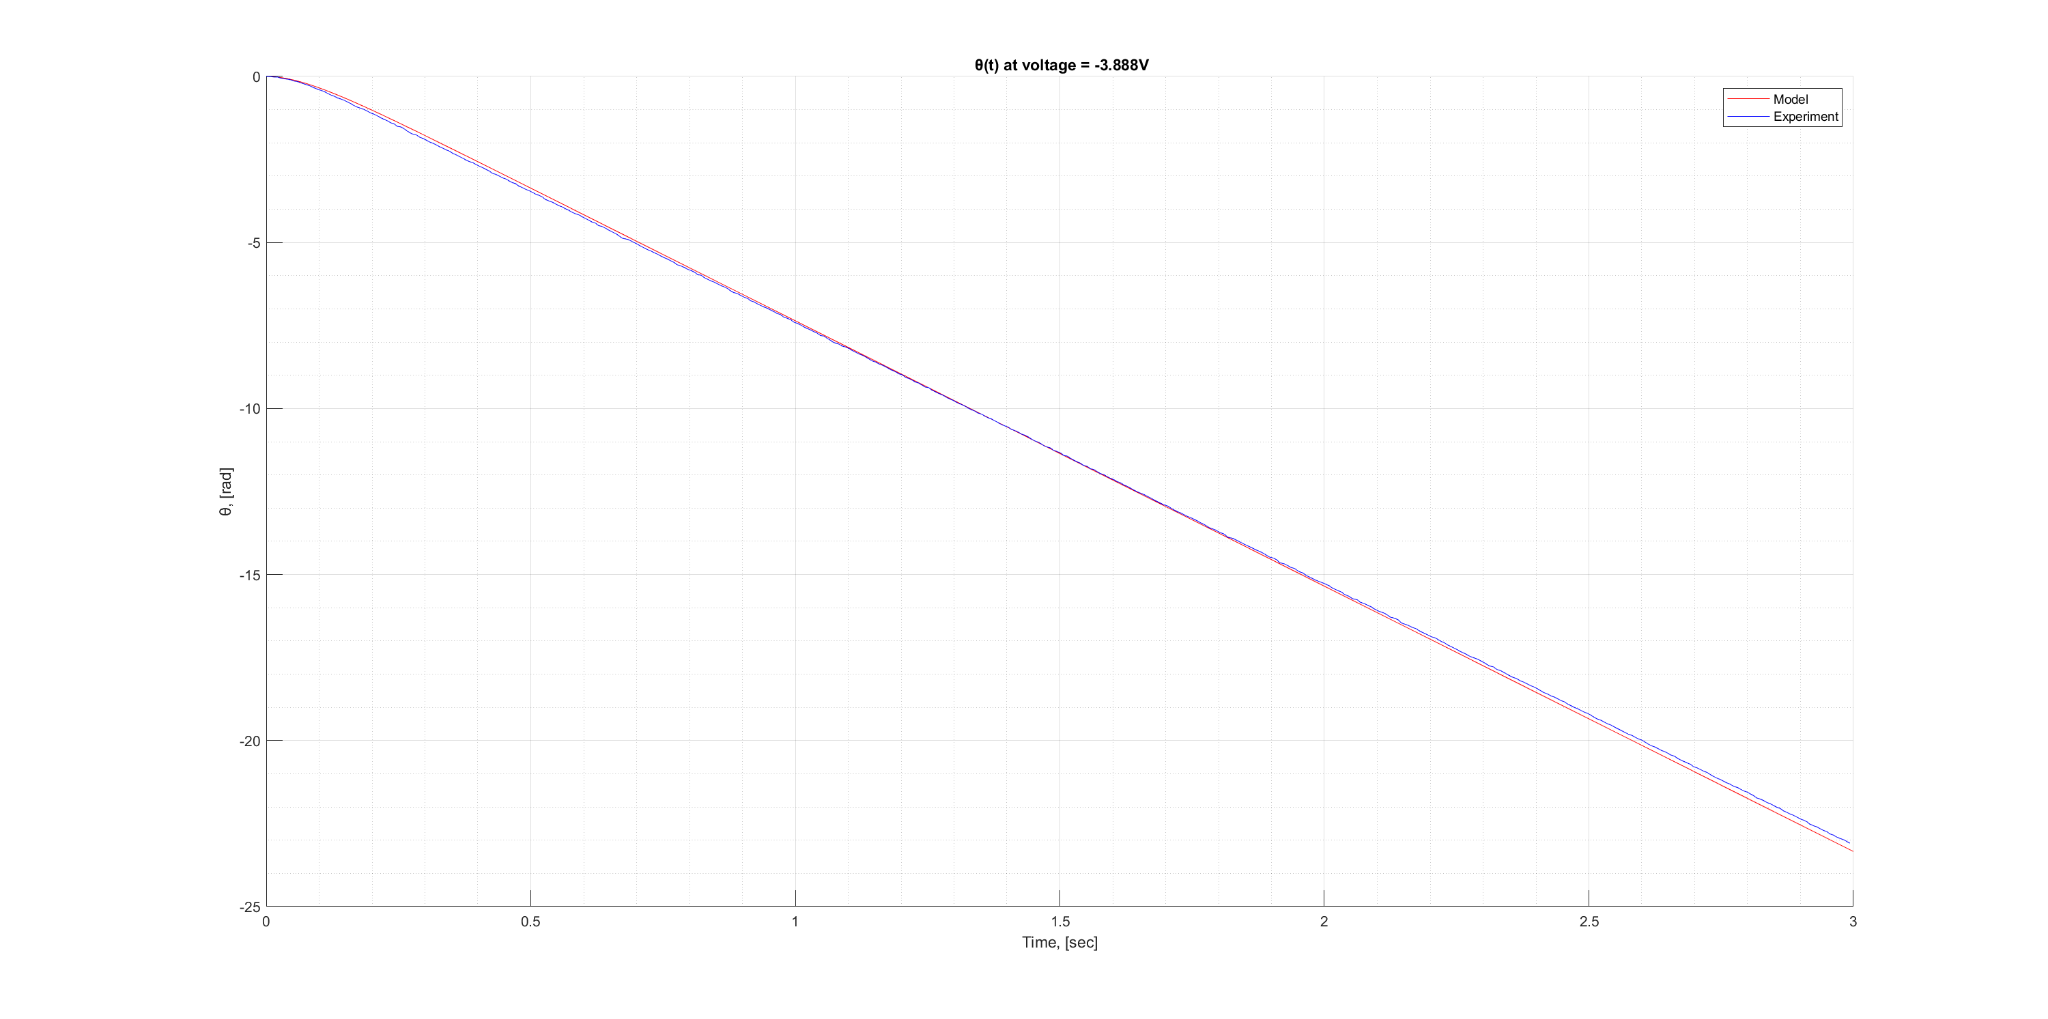 θ(t) at voltage = -3.888V
Model
Experiment
0
-5
-10
-15
-20
-25
θ, [rad]
0
0.5
1
1.5
2
2.5
3
Time, [sec]